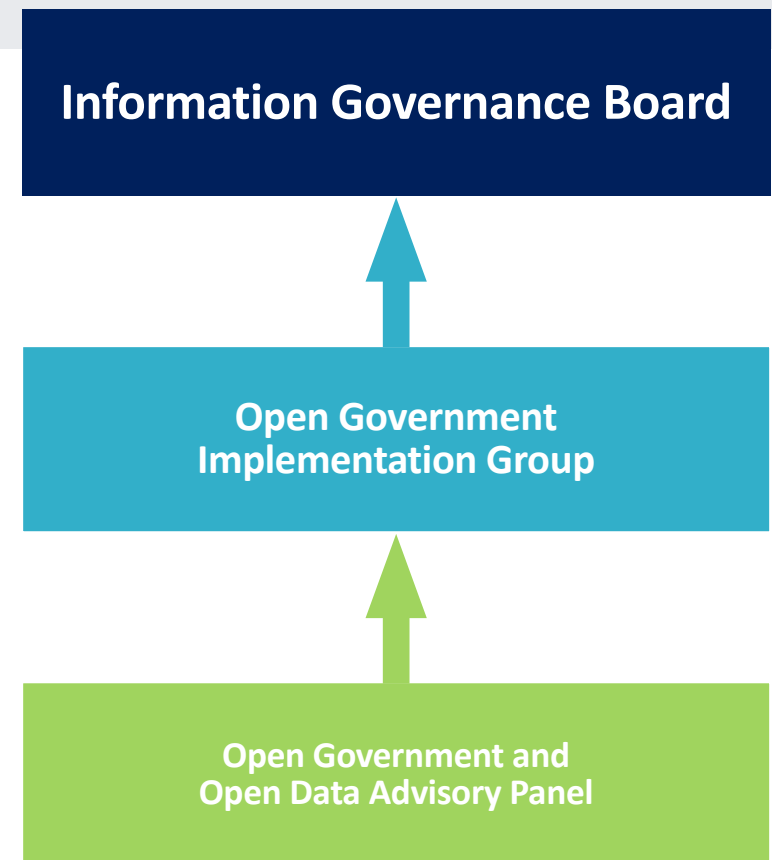 Information Governance Board
Open Government
Implementation Group
Open Government and
Open Data Advisory Panel